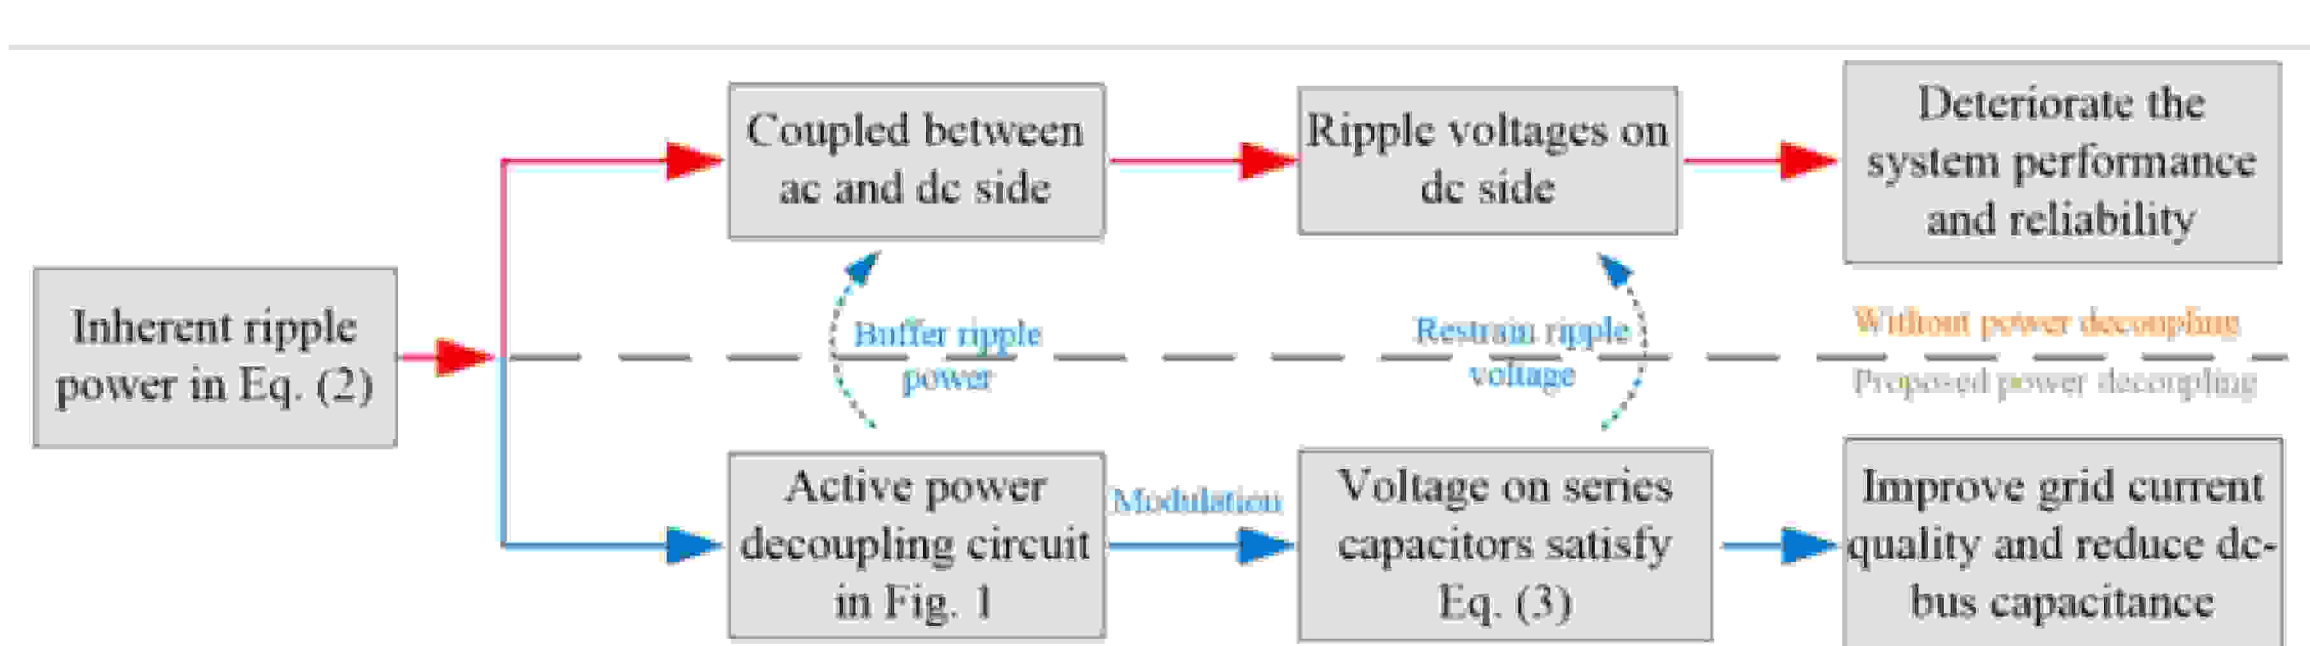 Coupled between
ac and dc side
Ripple voltages on
dc side
Deteriorate the
system performance
and reliability
Inherent ripple
power in Eq. (2)
Buffer ripple
power
Restrain ripple
voltage
Without power decoupling
Proposed power decoupling
Active power
decoupling circuit
in Fig. 1
Modulation
Voltage on series
capacitors satisfy
Eq. (3)
Improve grid current
quality and reduce dc-
bus capacitance